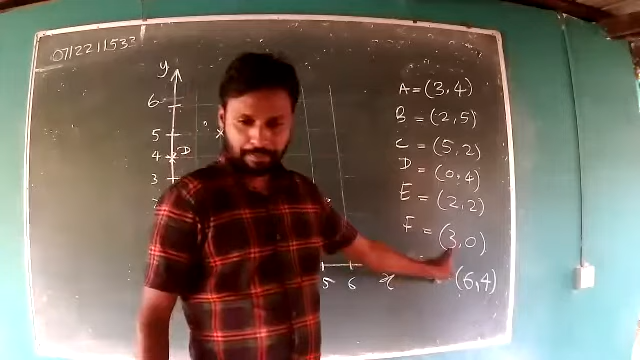 0712211533
y
6
5
4 D
3
2
5 6 x
A = (3,4)
B = (2,5)
C = (5,2)
D = (0,4)
E = (2,2)
F = (3,0)
(6,4)